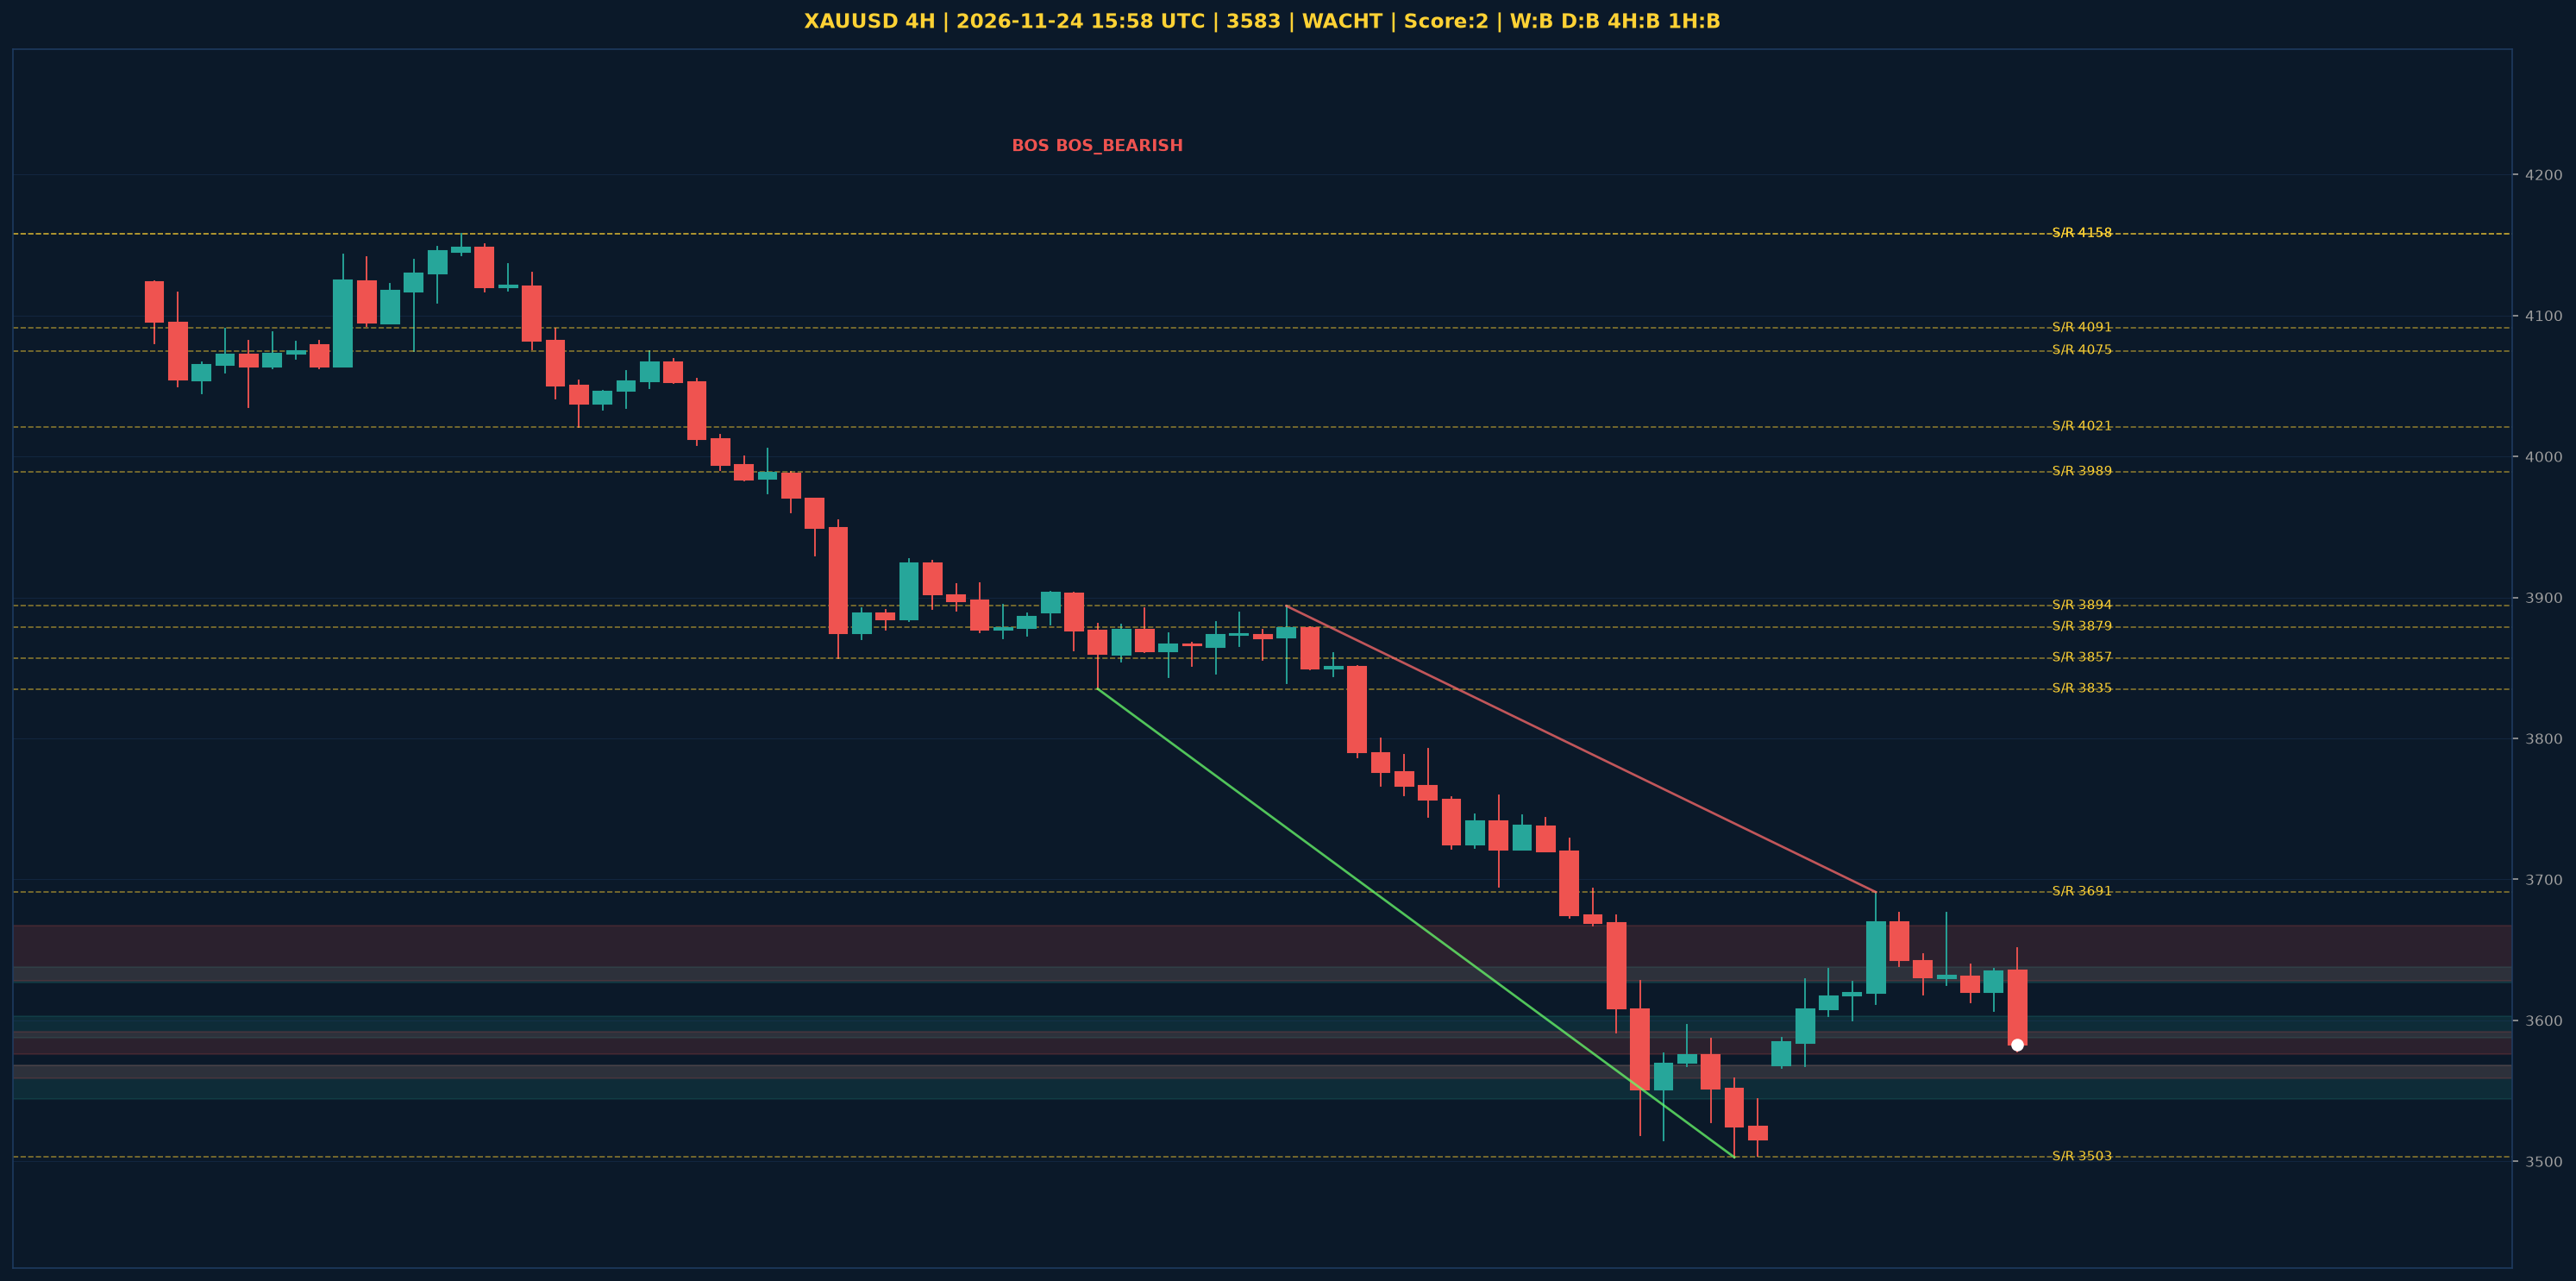 XAUUSD 4H | 2026-11-24 15:58 UTC | 3583 | WACHT | Score:2 | W:B D:B 4H:B 1H:B
BOS BOS_BEARISH
4200
S/R 4158
4100
S/R 4091
S/R 4075
S/R 4021
4000
S/R 3989
3900
S/R 3894
S/R 3879
S/R 3857
S/R 3835
3800
3700
S/R 3691
3600
S/R 3503
3500